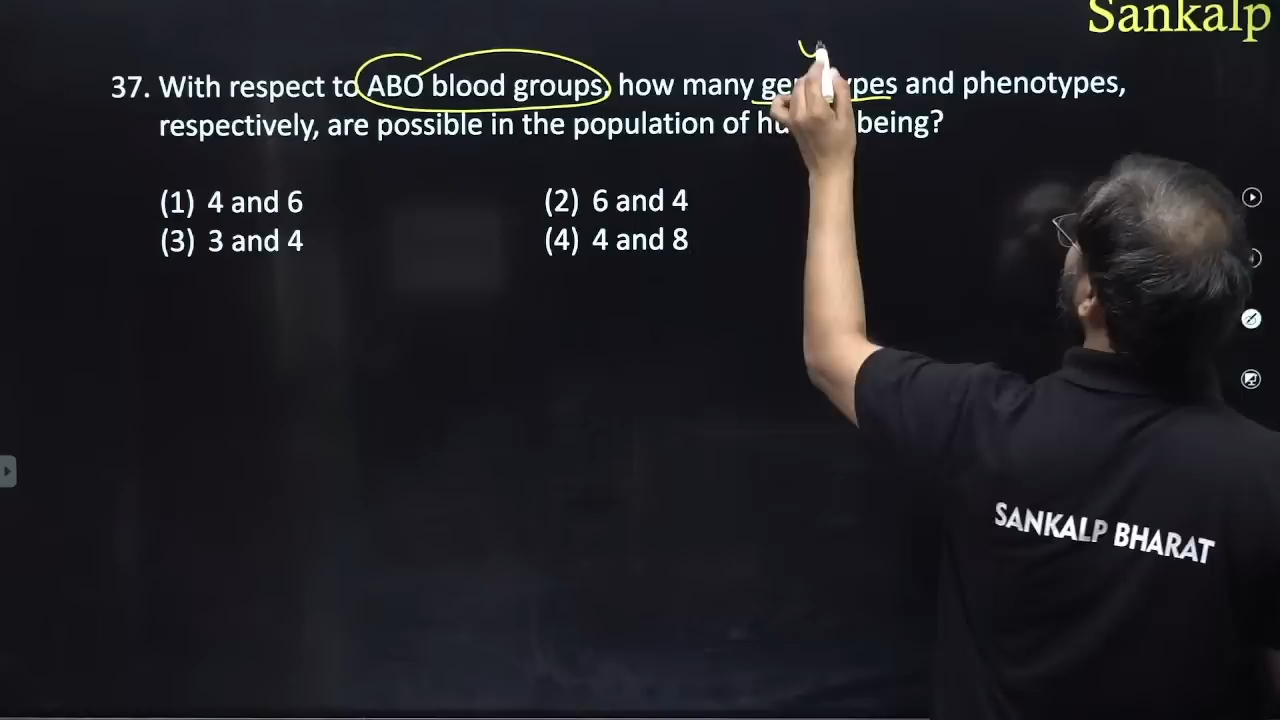 Sankalp
37. With respect to ABO blood groups, how many and phenotypes,
respectively, are possible in the population of being?
(1) 4 and 6 (2) 6 and 4
(3) 3 and 4 (4) 4 and 8
SANKALP BHARAT